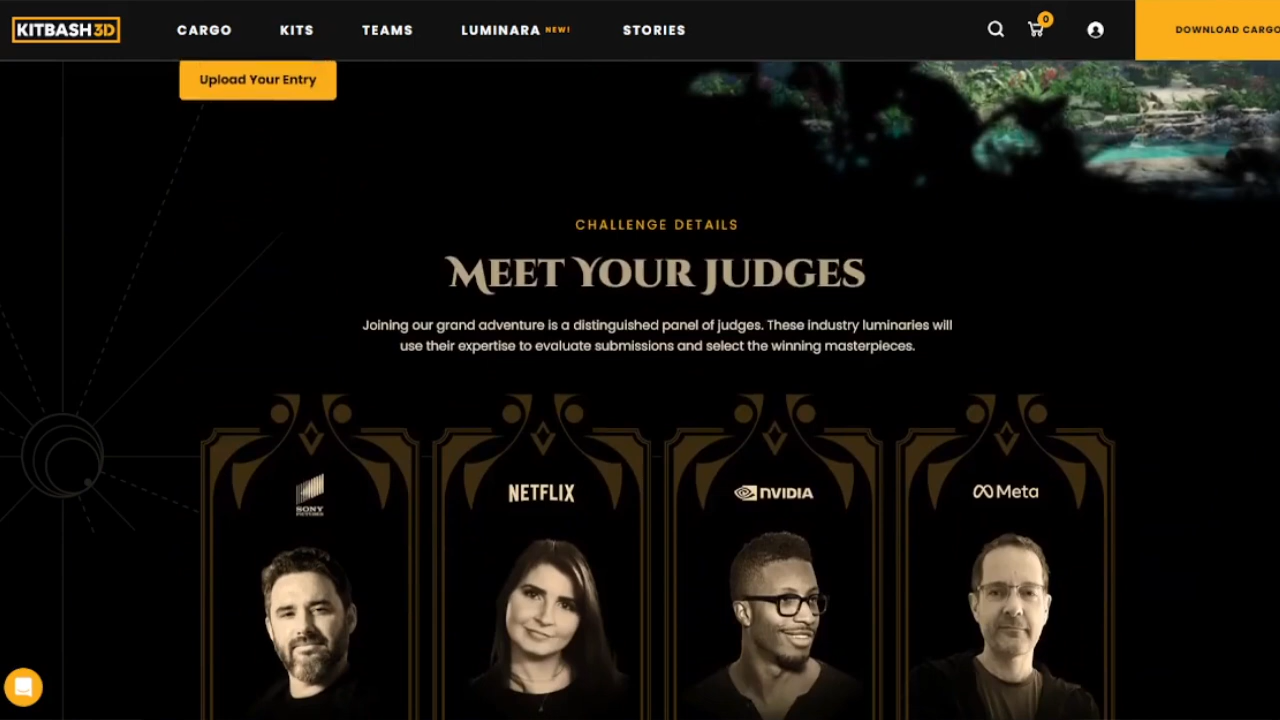 KITBASH3D
CARGO
KITS
TEAMS
LUMINARA NEW!
STORIES
0
DOWNLOAD CARGO
Upload Your Entry
CHALLENGE DETAILS
MEET YOUR JUDGES
Joining our grand adventure is a distinguished panel of judges. These industry luminaries will
use their expertise to evaluate submissions and select the winning masterpieces.
SONY
PICTURES
NETFLIX
NVIDIA
Meta